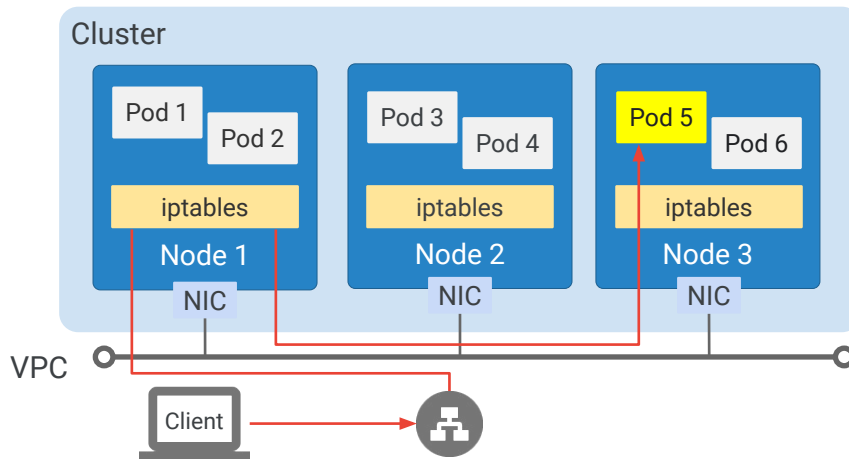 Cluster
Pod 1
Pod 2
iptables
Node 1
NIC
Pod 3
Pod 4
iptables
Node 2
NIC
Pod 5
Pod 6
iptables
Node 3
NIC
VPC
Client